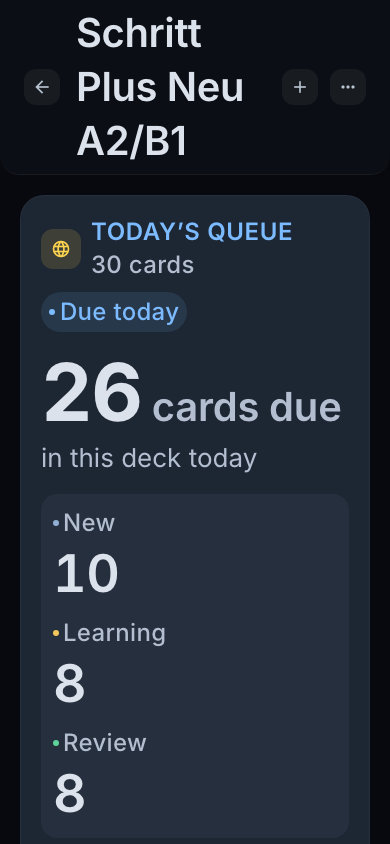 Schritt
Plus Neu
A2/B1
TODAY’S QUEUE
30 cards
Due today
26 cards due
in this deck today
New
10
Learning
8
Review
8